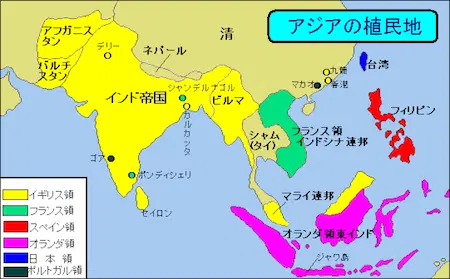 アジアの植民地
清
アフガニス
タン
バルチ
スタン
デリー
ネパール
シャンデルナゴル
インド帝国
カルカッタ
ビルマ
マカオ
九龍
香港
台湾
フィリピン
シャム
(タイ)
フランス領
インドシナ連邦
ゴア
ポンディシェリ
セイロン
マライ連邦
オランダ領東インド
ジャワ島
イギリス領
フランス領
スペイン領
オランダ領
日本領
ポルトガル領